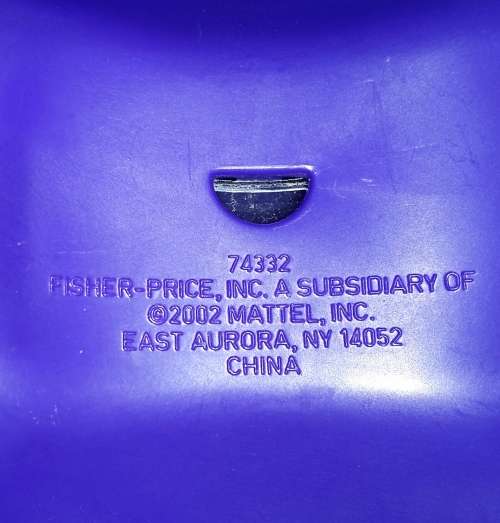 74332
FISHER-PRICE, INC. A SUBSIDIARY OF
©2002 MATTEL, INC.
EAST AURORA, NY 14052
CHINA